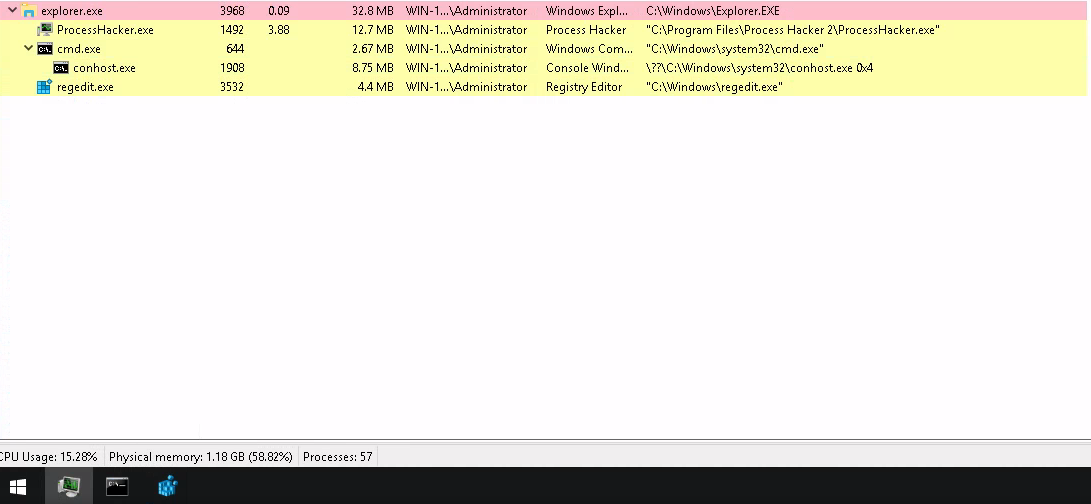 explorer.exe 3968 0.09 32.8 MB WIN-1...\Administrator Windows Expl... C:\Windows\Explorer.EXE
ProcessHacker.exe 1492 3.88 12.7 MB WIN-1...\Administrator Process Hacker "C:\Program Files\Process Hacker 2\ProcessHacker.exe"
cmd.exe 644 2.67 MB WIN-1...\Administrator Windows Com... "C:\Windows\system32\cmd.exe"
conhost.exe 1908 8.75 MB WIN-1...\Administrator Console Wind... \??\C:\Windows\system32\conhost.exe 0x4
regedit.exe 3532 4.4 MB WIN-1...\Administrator Registry Editor "C:\Windows\regedit.exe"
CPU Usage: 15.28% Physical memory: 1.18 GB (58.82%) Processes: 57